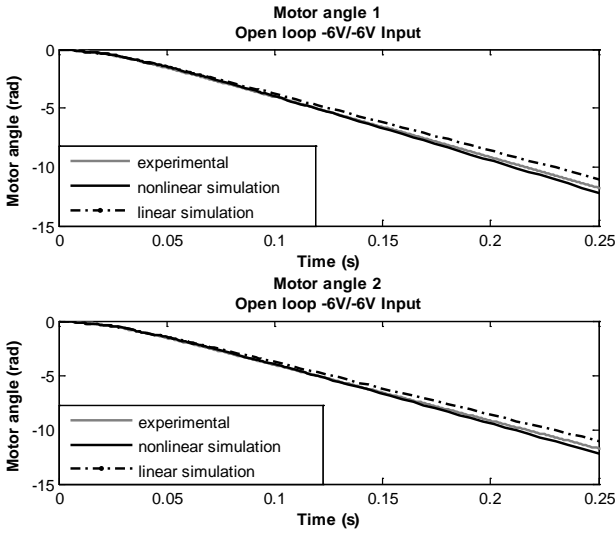 Motor angle 1
Open loop -6V/-6V Input
0
-5
-10
-15
Motor angle (rad)
experimental
nonlinear simulation
linear simulation
0 0.05 0.1 0.15 0.2 0.25
Time (s)
Motor angle 2
Open loop -6V/-6V Input
0
-5
-10
-15
Motor angle (rad)
experimental
nonlinear simulation
linear simulation
0 0.05 0.1 0.15 0.2 0.25
Time (s)